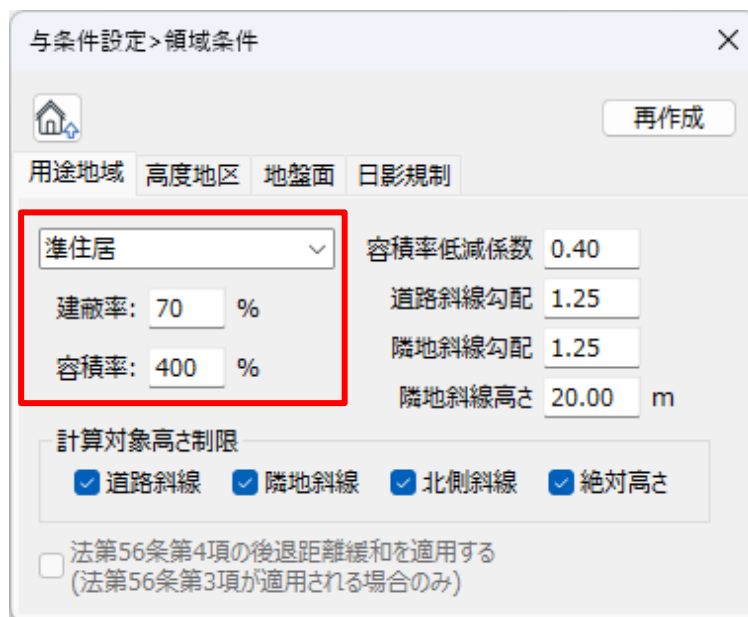 与条件設定>領域条件
再作成
用途地域 高度地区 地盤面 日影規制
準住居
建蔽率: 70 %
容積率: 400 %
容積率低減係数 0.40
道路斜線勾配 1.25
隣地斜線勾配 1.25
隣地斜線高さ 20.00 m
計算対象高さ制限
道路斜線 隣地斜線 北側斜線 絶対高さ
法第56条第4項の後退距離緩和を適用する
(法第56条第3項が適用される場合のみ)